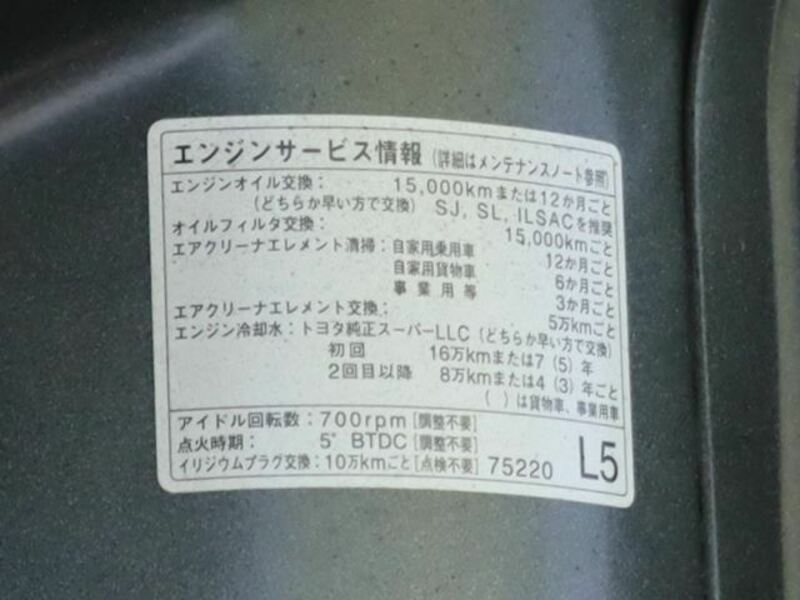 エンジンサービス情報 (詳細はメンテナンスノート参照)
エンジンオイル交換: 15,000kmまたは12か月ごと
(どちらか早い方で交換) SJ, SL, ILSACを推奨
オイルフィルタ交換: 15,000kmごと
エアクリーナエレメント清掃: 自家用乗用車 12か月ごと
自家用貨物車 6か月ごと
事業用等 3か月ごと
エアクリーナエレメント交換: 5万kmごと
エンジン冷却水: トヨタ純正スーパーLLC (どちらか早い方で交換)
初回 16万kmまたは7 (5) 年
2回目以降 8万kmまたは4 (3) 年ごと
( ) は貨物車、事業用車
アイドル回転数: 700rpm [調整不要]
点火時期: 5° BTDC [調整不要]
イリジウムプラグ交換: 10万kmごと [点検不要] 75220 L5